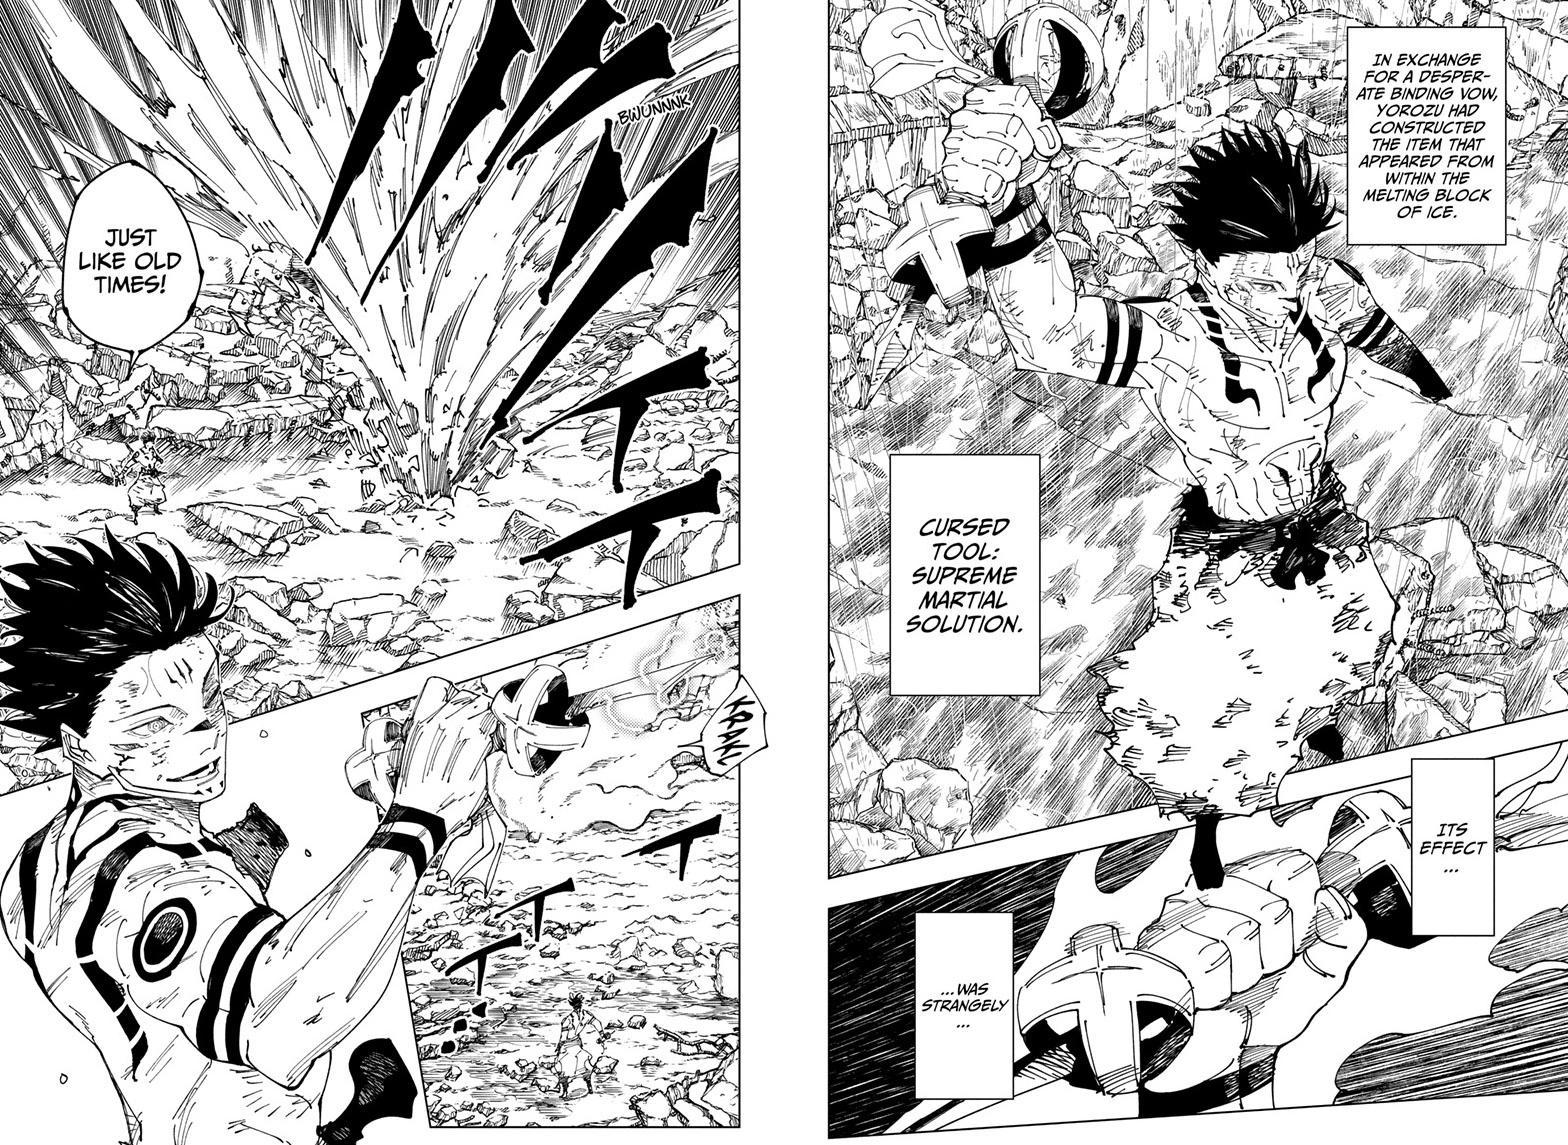 IN EXCHANGE
FOR A DESPER-
ATE BINDING VOW,
YOROZU HAD
CONSTRUCTED
THE ITEM THAT
APPEARED FROM
WITHIN THE
MELTING BLOCK
OF ICE.
CURSED
TOOL:
SUPREME
MARTIAL
SOLUTION.
ITS
EFFECT
...
...WAS
STRANGELY
...
BWUNNNK
JUST
LIKE OLD
TIMES!